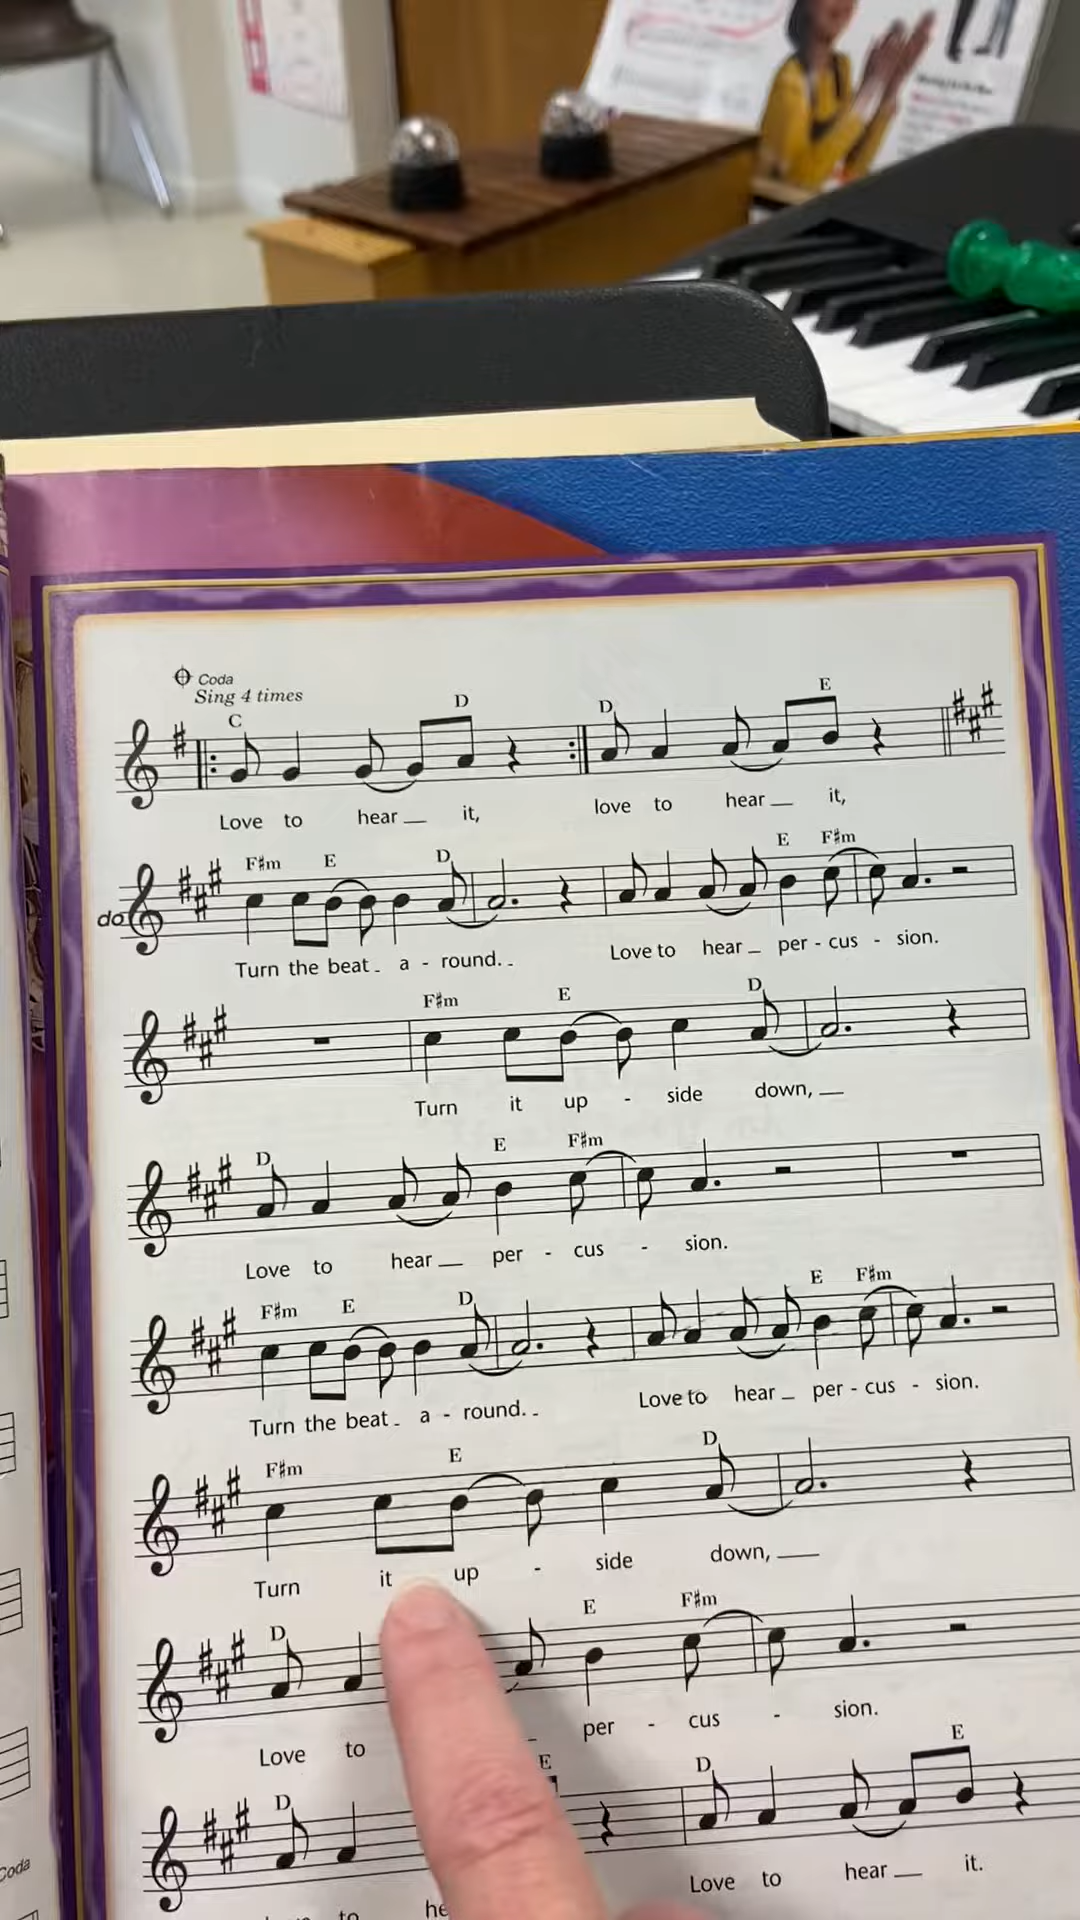 Coda
Sing 4 times
C D D E
Love to hear __ it, love to hear __ it,
F#m E D E F#m
do
Turn the beat - a - round. - Love to hear _ per - cus - sion.
F#m E D
Turn it up - side down, __
D E F#m
Love to hear __ per - cus - sion.
F#m E D E F#m
Turn the beat - a - round. - Love to hear _ per - cus - sion.
F#m E D
Turn it up - side down, __
D E F#m
Love to _ per - cus - sion.
D E D E
Love to hear __ it.
to he
Coda